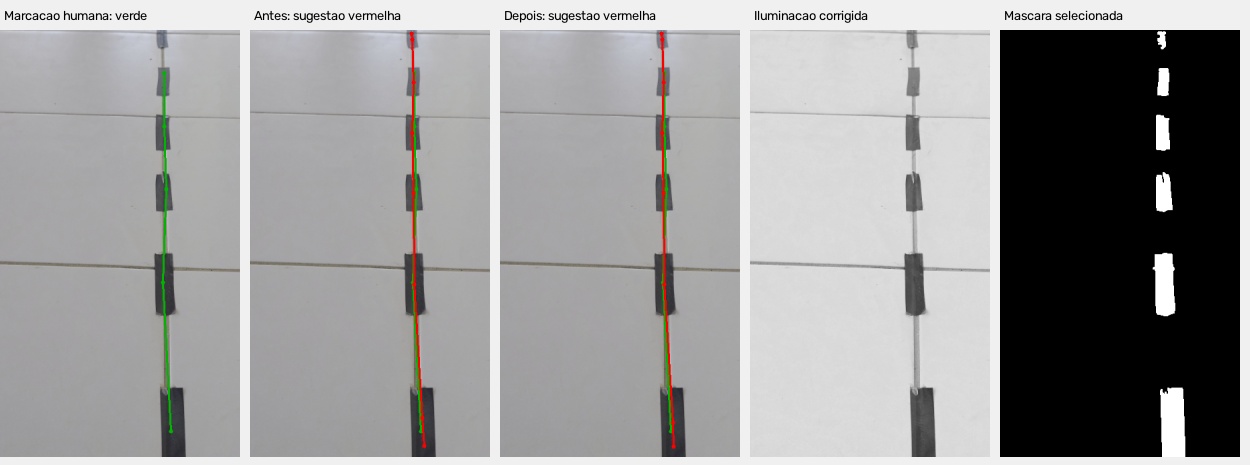 Marcacao humana: verde
Antes: sugestao vermelha
Depois: sugestao vermelha
Iluminacao corrigida
Mascara selecionada